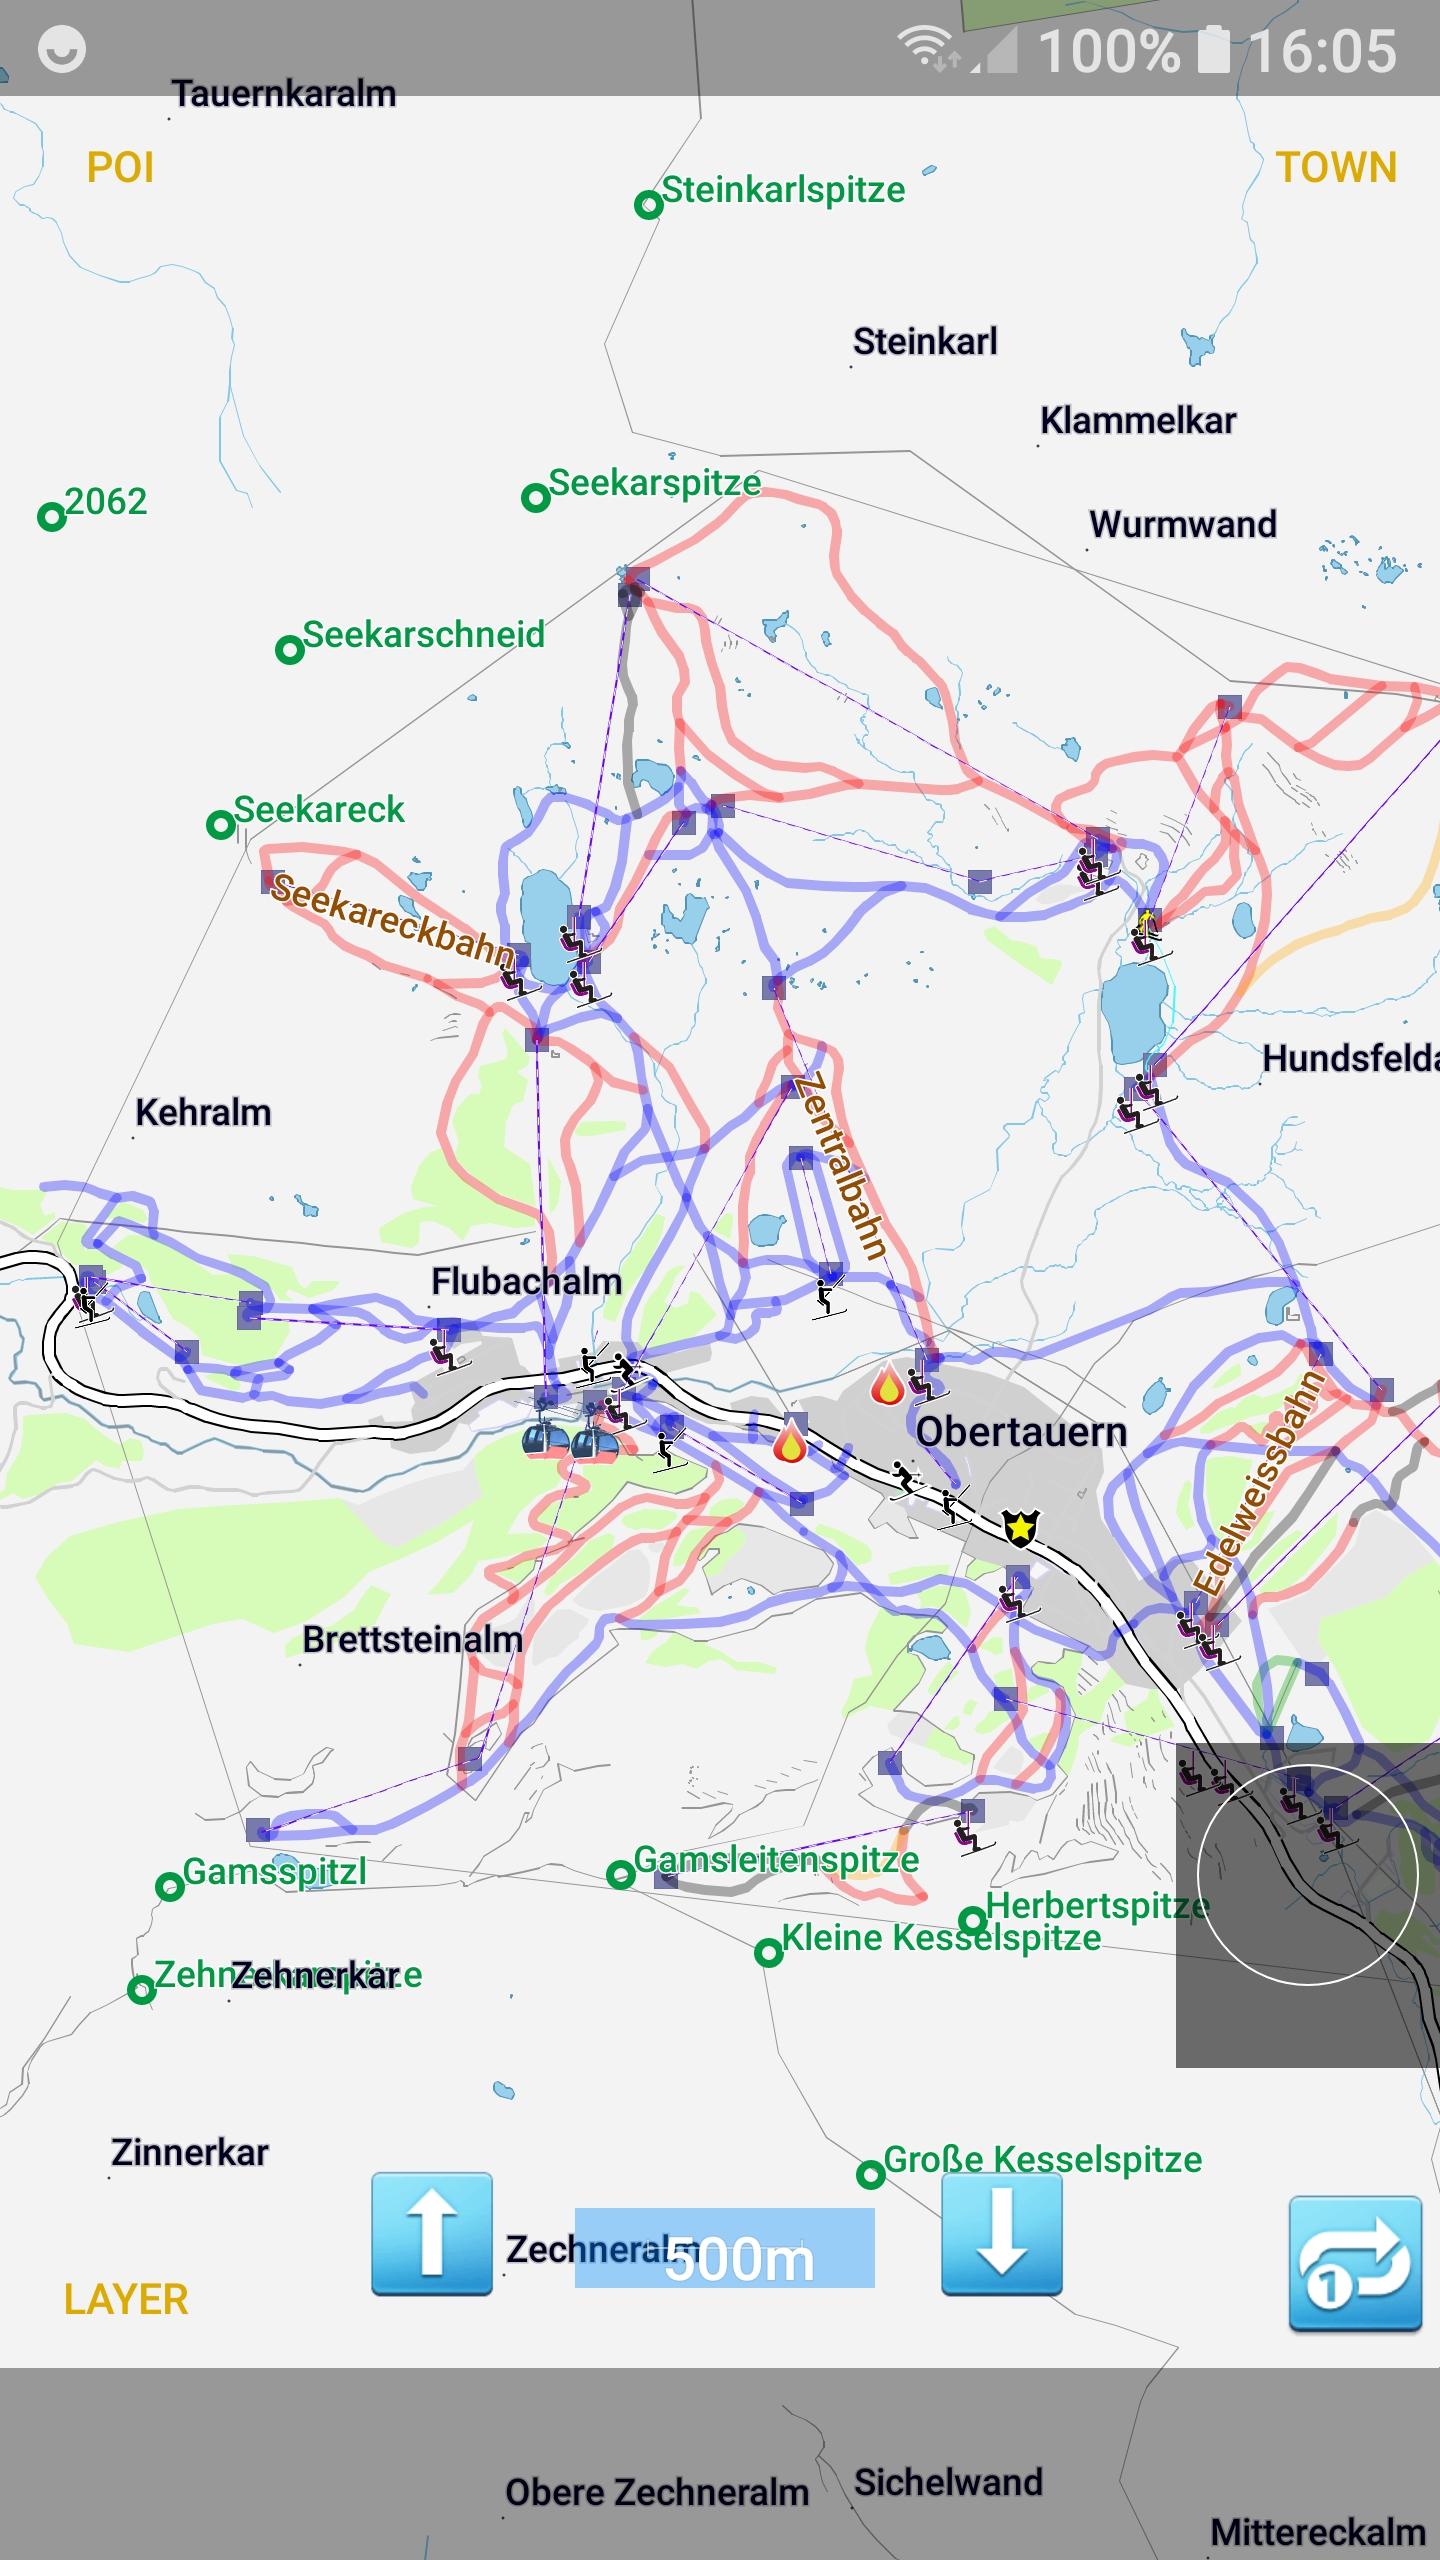 100% 16:05
Tauernkaralm
POI
TOWN
Steinkarlspitze
Steinkarl
Klammelkar
Seekarspitze
2062
Wurmwand
Seekarschneid
Seekareck
Seekareckbahn
Hundsfelda
Kehralm
Zentralbahn
Flubachalm
Obertauern
Edelweissbahn
Brettsteinalm
Gamsspitzl
Gamsleitenspitze
Herbertspitze
Kleine Kesselspitze
Zehnerkar
Zinnerkar
Große Kesselspitze
Zechneralm
500m
1
LAYER
Obere Zechneralm
Sichelwand
Mittereckalm